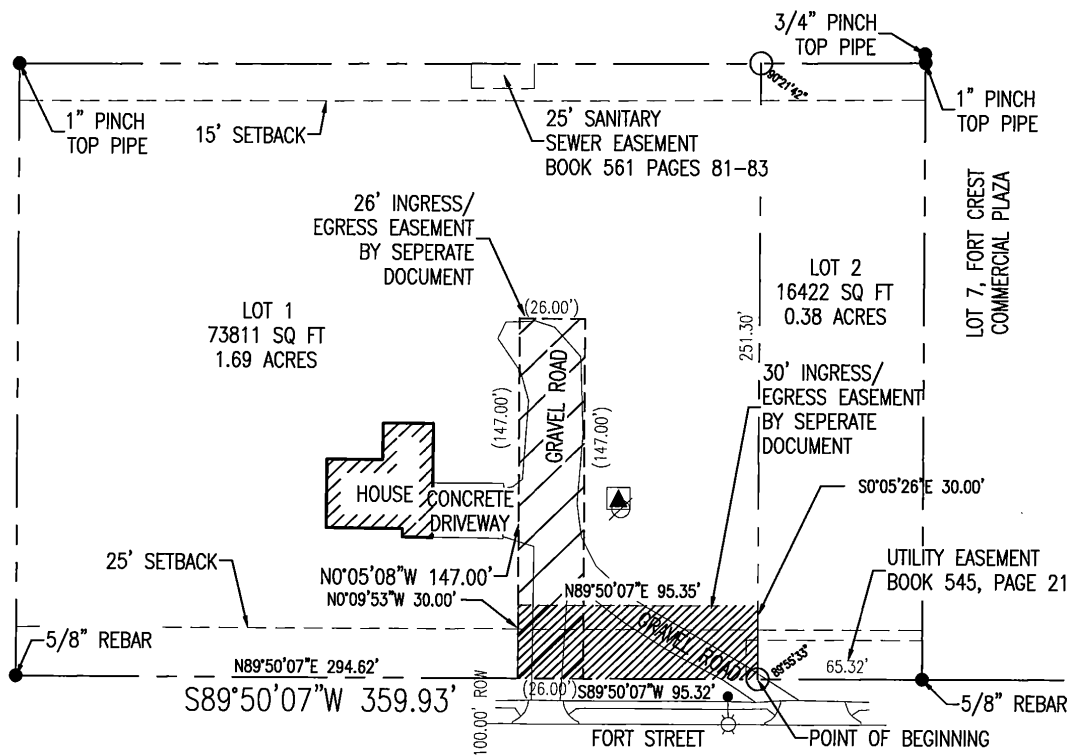 3/4" PINCH
TOP PIPE
90°21'42"
1" PINCH
TOP PIPE
15' SETBACK
25' SANITARY
SEWER EASEMENT
BOOK 561 PAGES 81-83
1" PINCH
TOP PIPE
26' INGRESS/
EGRESS EASEMENT
BY SEPERATE
DOCUMENT
LOT 7, FORT CREST
COMMERCIAL PLAZA
LOT 2
16422 SQ FT
0.38 ACRES
LOT 1
73811 SQ FT
1.69 ACRES
(26.00')
251.30'
GRAVEL ROAD
(147.00')
(147.00')
30' INGRESS/
EGRESS EASEMENT
BY SEPERATE
DOCUMENT
HOUSE
CONCRETE
DRIVEWAY
S0°05'26"E 30.00'
25' SETBACK
UTILITY EASEMENT
BOOK 545, PAGE 21
N0°05'08"W 147.00'
N0°09'53"W 30.00'
N89°50'07"E 95.35'
GRAVEL ROAD
89°55'33"
5/8" REBAR
N89°50'07"E 294.62'
65.32'
S89°50'07"W 359.93'
100.00' ROW
(26.00')
S89°50'07"W 95.32'
5/8" REBAR
FORT STREET
POINT OF BEGINNING